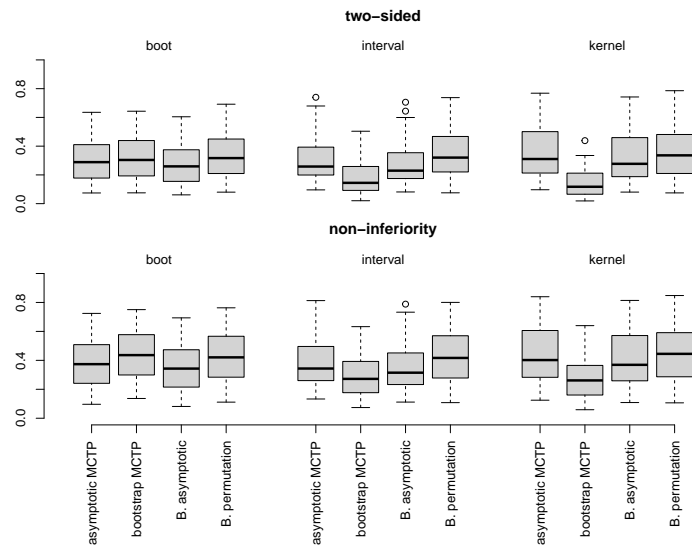 two−sided
boot interval kernel
0.8
0.4
0.0
non−inferiority
boot interval kernel
0.8
0.4
0.0
asymptotic MCTP
bootstrap MCTP
B. asymptotic
B. permutation
asymptotic MCTP
bootstrap MCTP
B. asymptotic
B. permutation
asymptotic MCTP
bootstrap MCTP
B. asymptotic
B. permutation